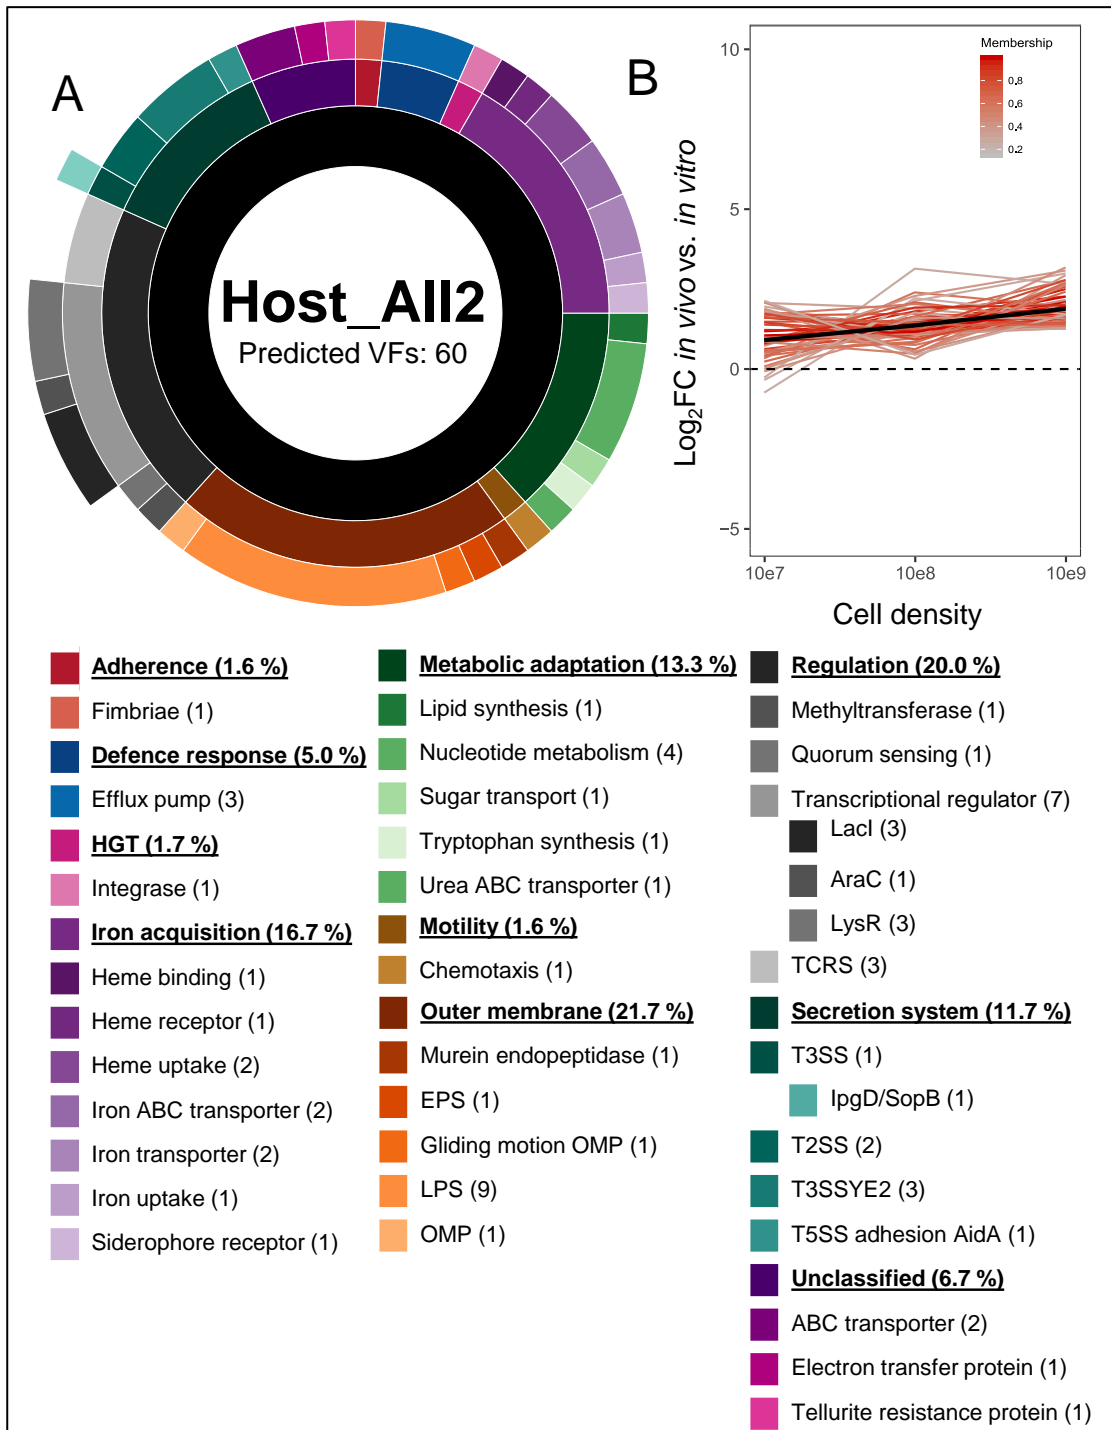 A
Host_All2
Predicted VFs: 60
B
Log2FC in vivo vs. in vitro
10
5
0
−5
Membership
0.8
0.6
0.4
0.2
10e7
10e8
10e9
Cell density
Adherence (1.6 %)
Fimbriae (1)
Defence response (5.0 %)
Efflux pump (3)
HGT (1.7 %)
Integrase (1)
Iron acquisition (16.7 %)
Heme binding (1)
Heme receptor (1)
Heme uptake (2)
Iron ABC transporter (2)
Iron transporter (2)
Iron uptake (1)
Siderophore receptor (1)
Metabolic adaptation (13.3 %)
Lipid synthesis (1)
Nucleotide metabolism (4)
Sugar transport (1)
Tryptophan synthesis (1)
Urea ABC transporter (1)
Motility (1.6 %)
Chemotaxis (1)
Outer membrane (21.7 %)
Murein endopeptidase (1)
EPS (1)
Gliding motion OMP (1)
LPS (9)
OMP (1)
Regulation (20.0 %)
Methyltransferase (1)
Quorum sensing (1)
Transcriptional regulator (7)
LacI (3)
AraC (1)
LysR (3)
TCRS (3)
Secretion system (11.7 %)
T3SS (1)
IpgD/SopB (1)
T2SS (2)
T3SSYE2 (3)
T5SS adhesion AidA (1)
Unclassified (6.7 %)
ABC transporter (2)
Electron transfer protein (1)
Tellurite resistance protein (1)